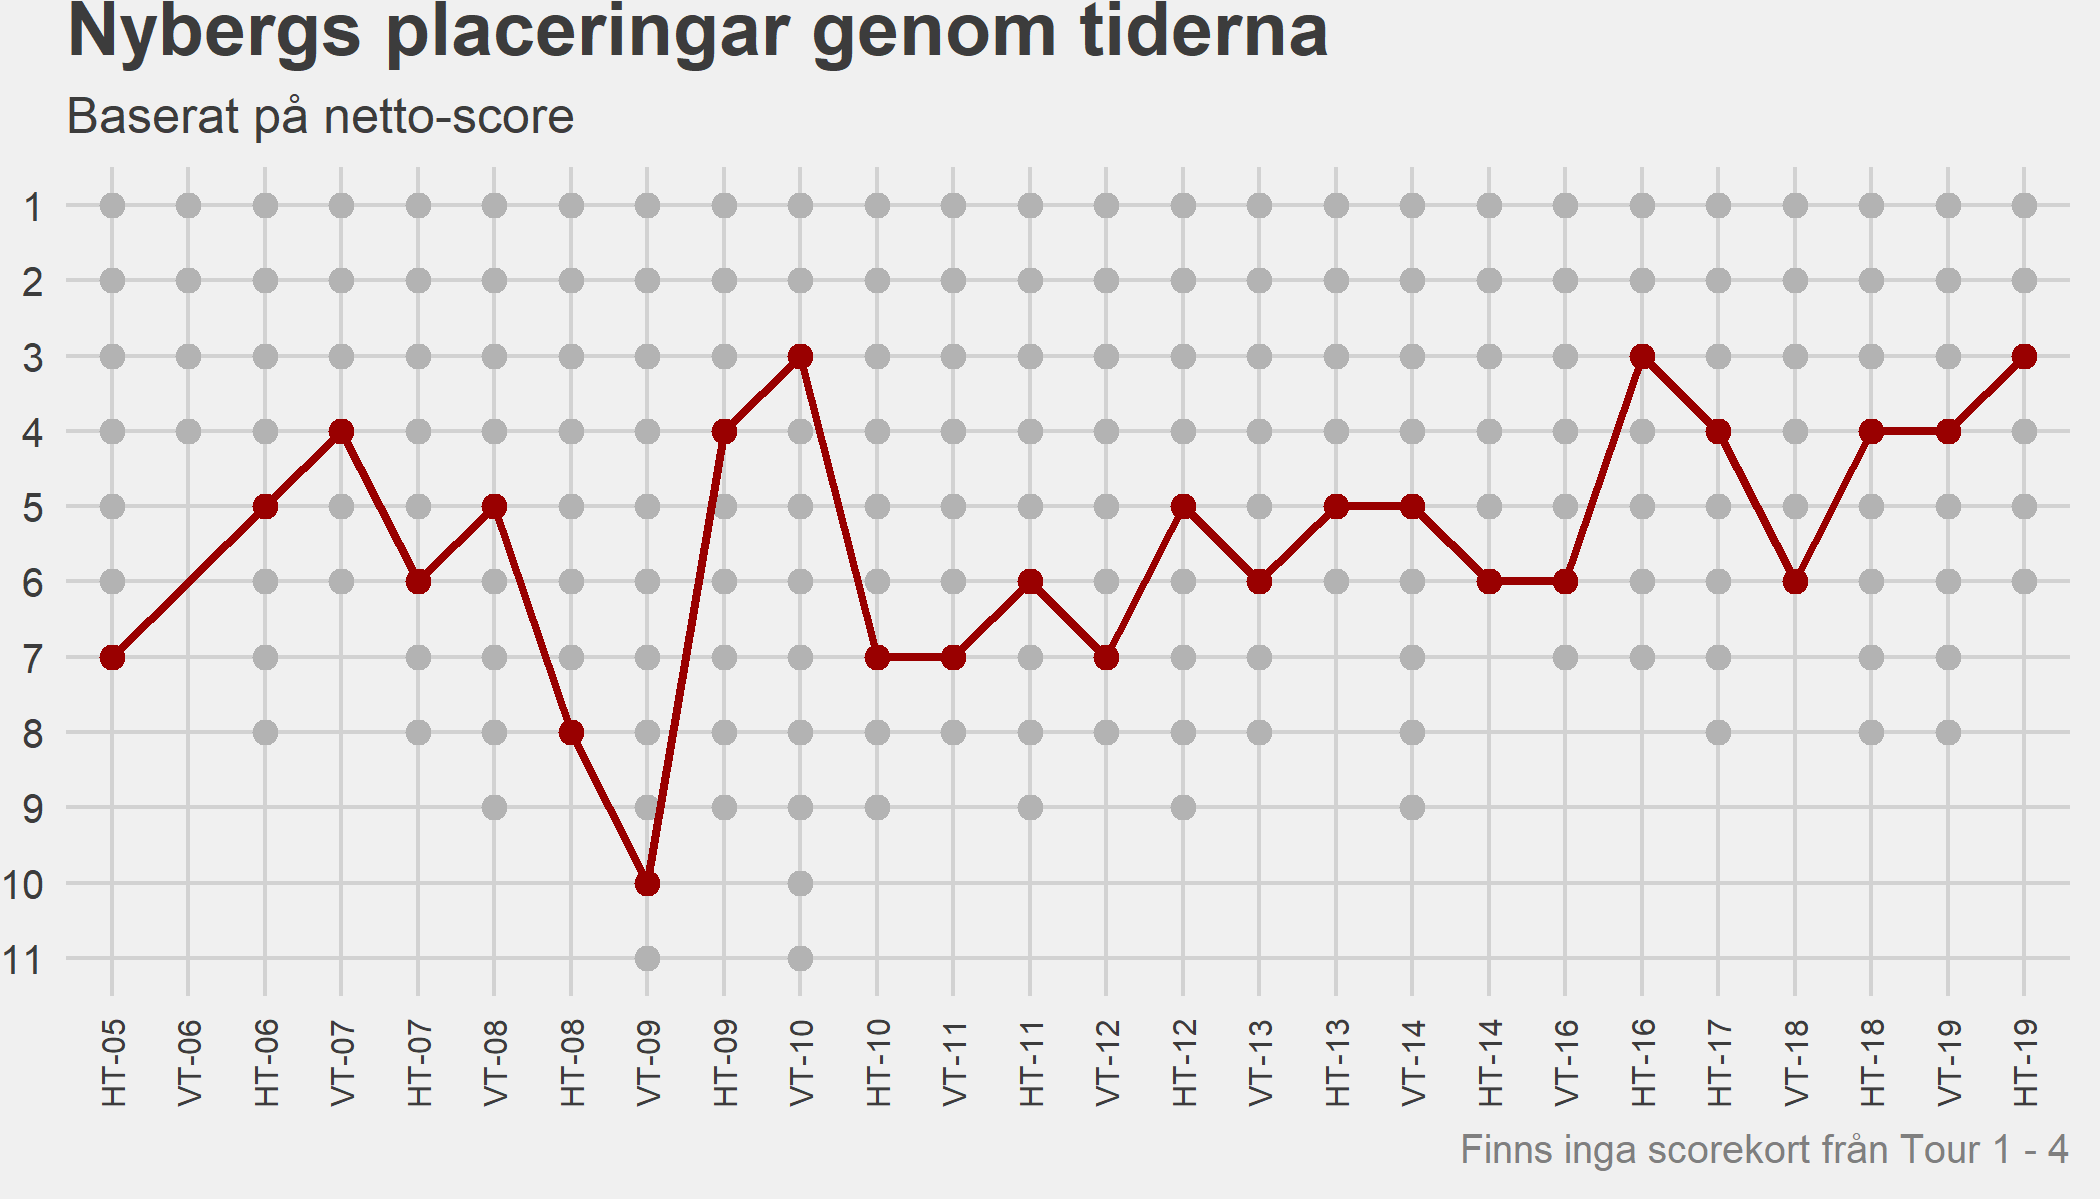 Nybergs placeringar genom tiderna
Baserat på netto-score
1
2
3
4
5
6
7
8
9
10
11
HT-05
VT-06
HT-06
VT-07
HT-07
VT-08
HT-08
VT-09
HT-09
VT-10
HT-10
VT-11
HT-11
VT-12
HT-12
VT-13
HT-13
VT-14
HT-14
VT-16
HT-16
HT-17
VT-18
HT-18
VT-19
HT-19
Finns inga scorekort från Tour 1 - 4